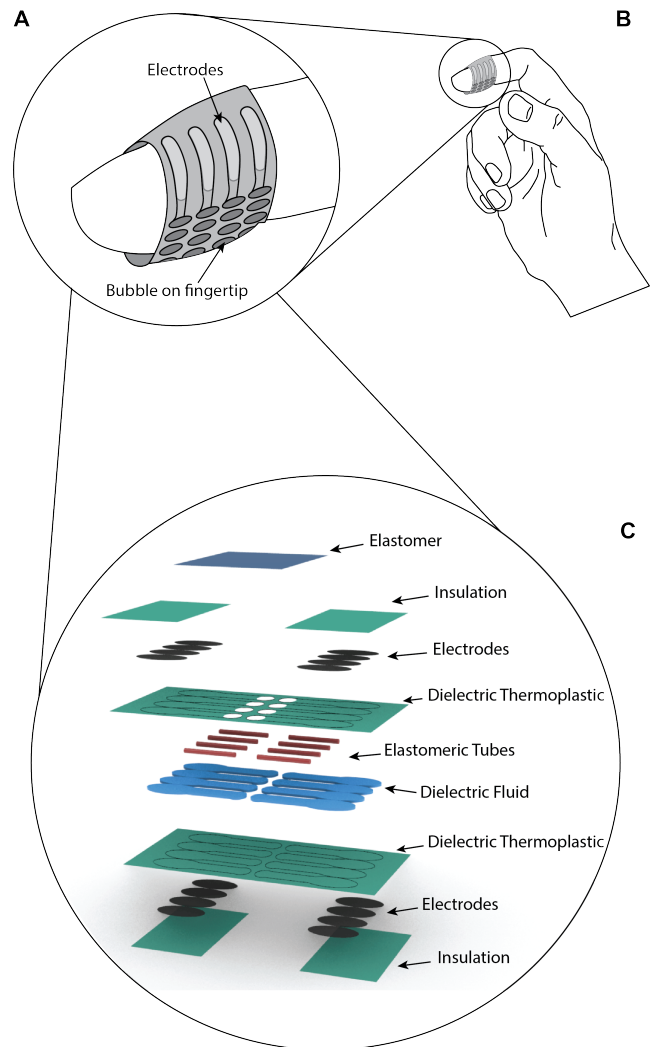 A
B
Electrodes
Bubble on fingertip
C
Elastomer
Insulation
Electrodes
Dielectric Thermoplastic
Elastomeric Tubes
Dielectric Fluid
Dielectric Thermoplastic
Electrodes
Insulation